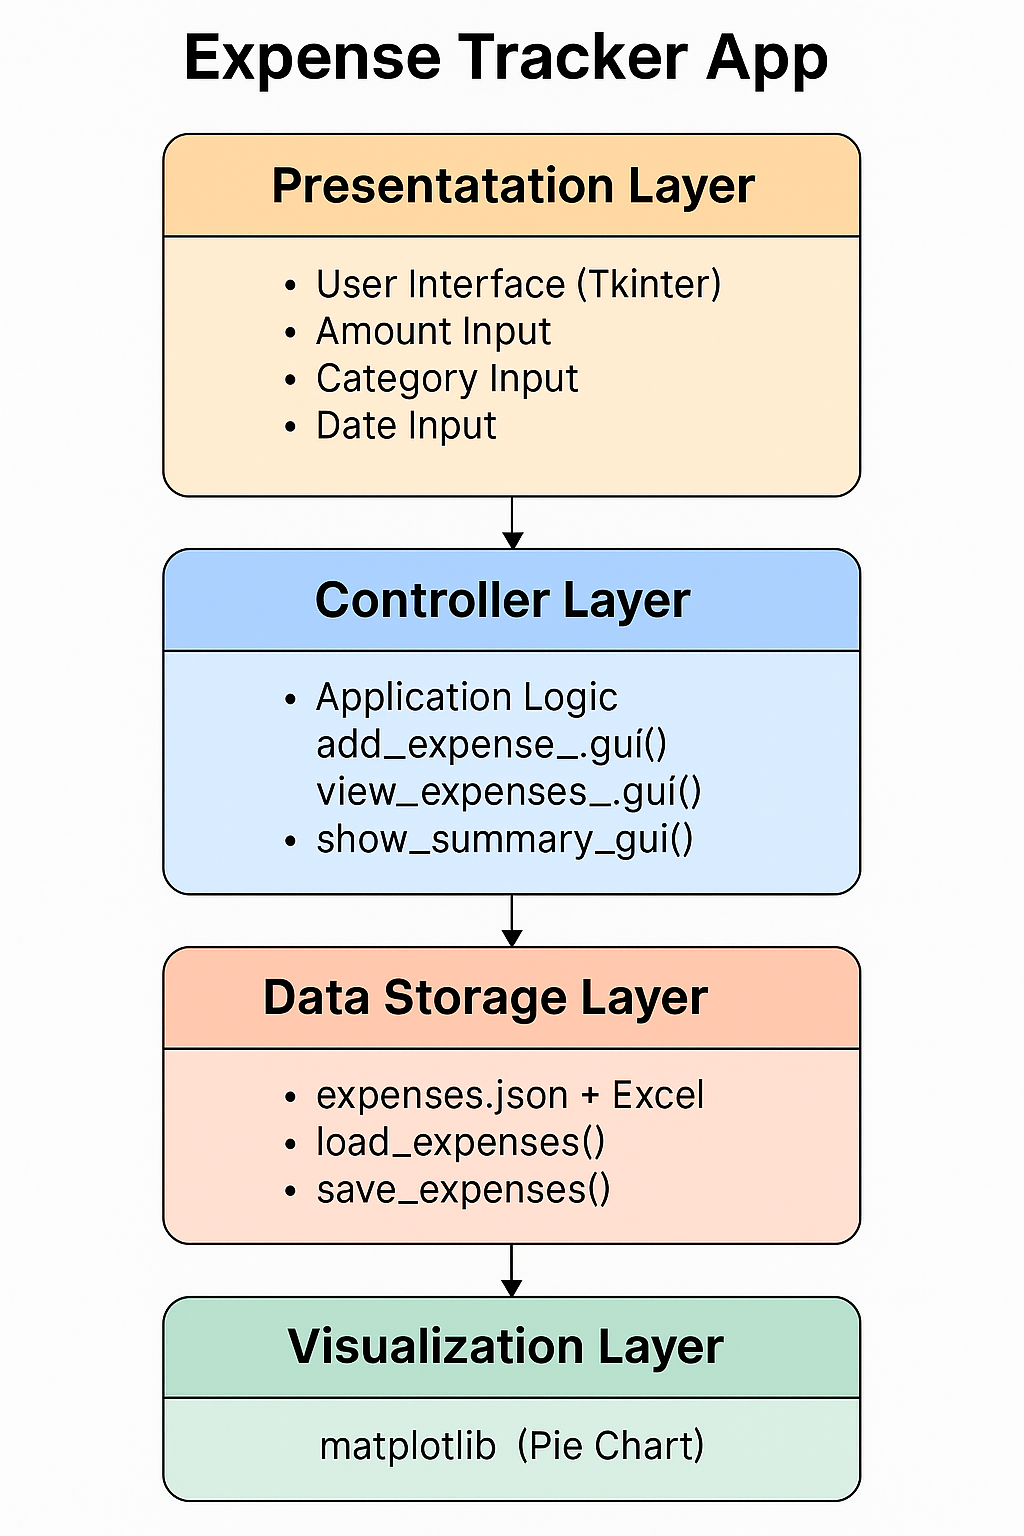 Expense Tracker App
Presentatation Layer
• User Interface (Tkinter)
• Amount Input
• Category Input
• Date Input
Controller Layer
• Application Logic
add_expense_.guí()
view_expenses_.guí()
• show_summary_gui()
Data Storage Layer
• expenses.json + Excel
• load_expenses()
• save_expenses()
Visualization Layer
matplotlib (Pie Chart)